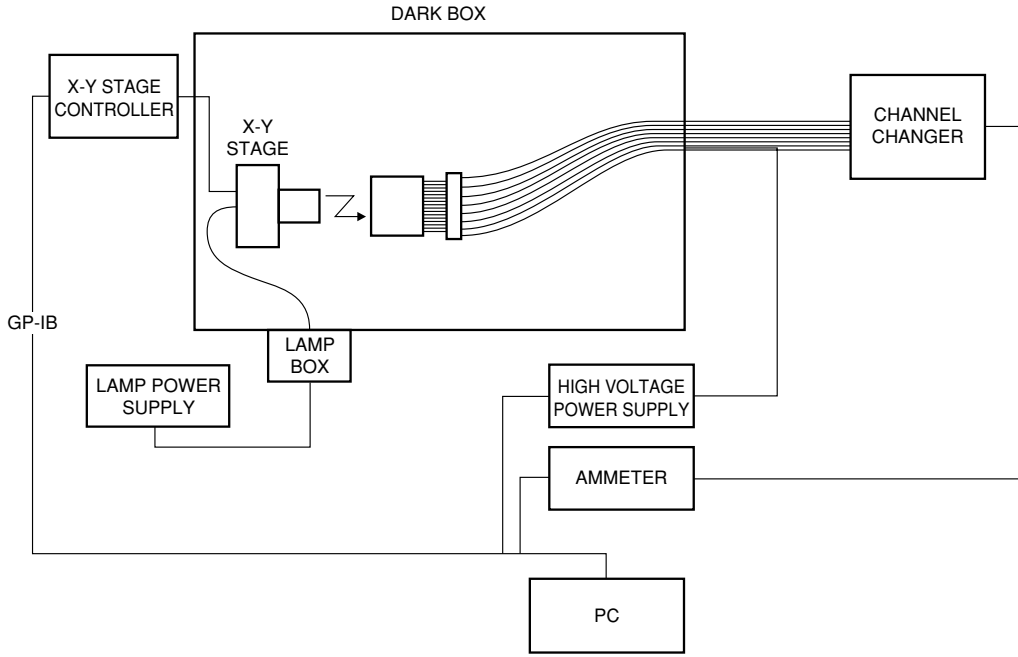 DARK BOX
X-Y STAGE
CONTROLLER
X-Y
STAGE
CHANNEL
CHANGER
GP-IB
LAMP
BOX
LAMP POWER
SUPPLY
HIGH VOLTAGE
POWER SUPPLY
AMMETER
PC